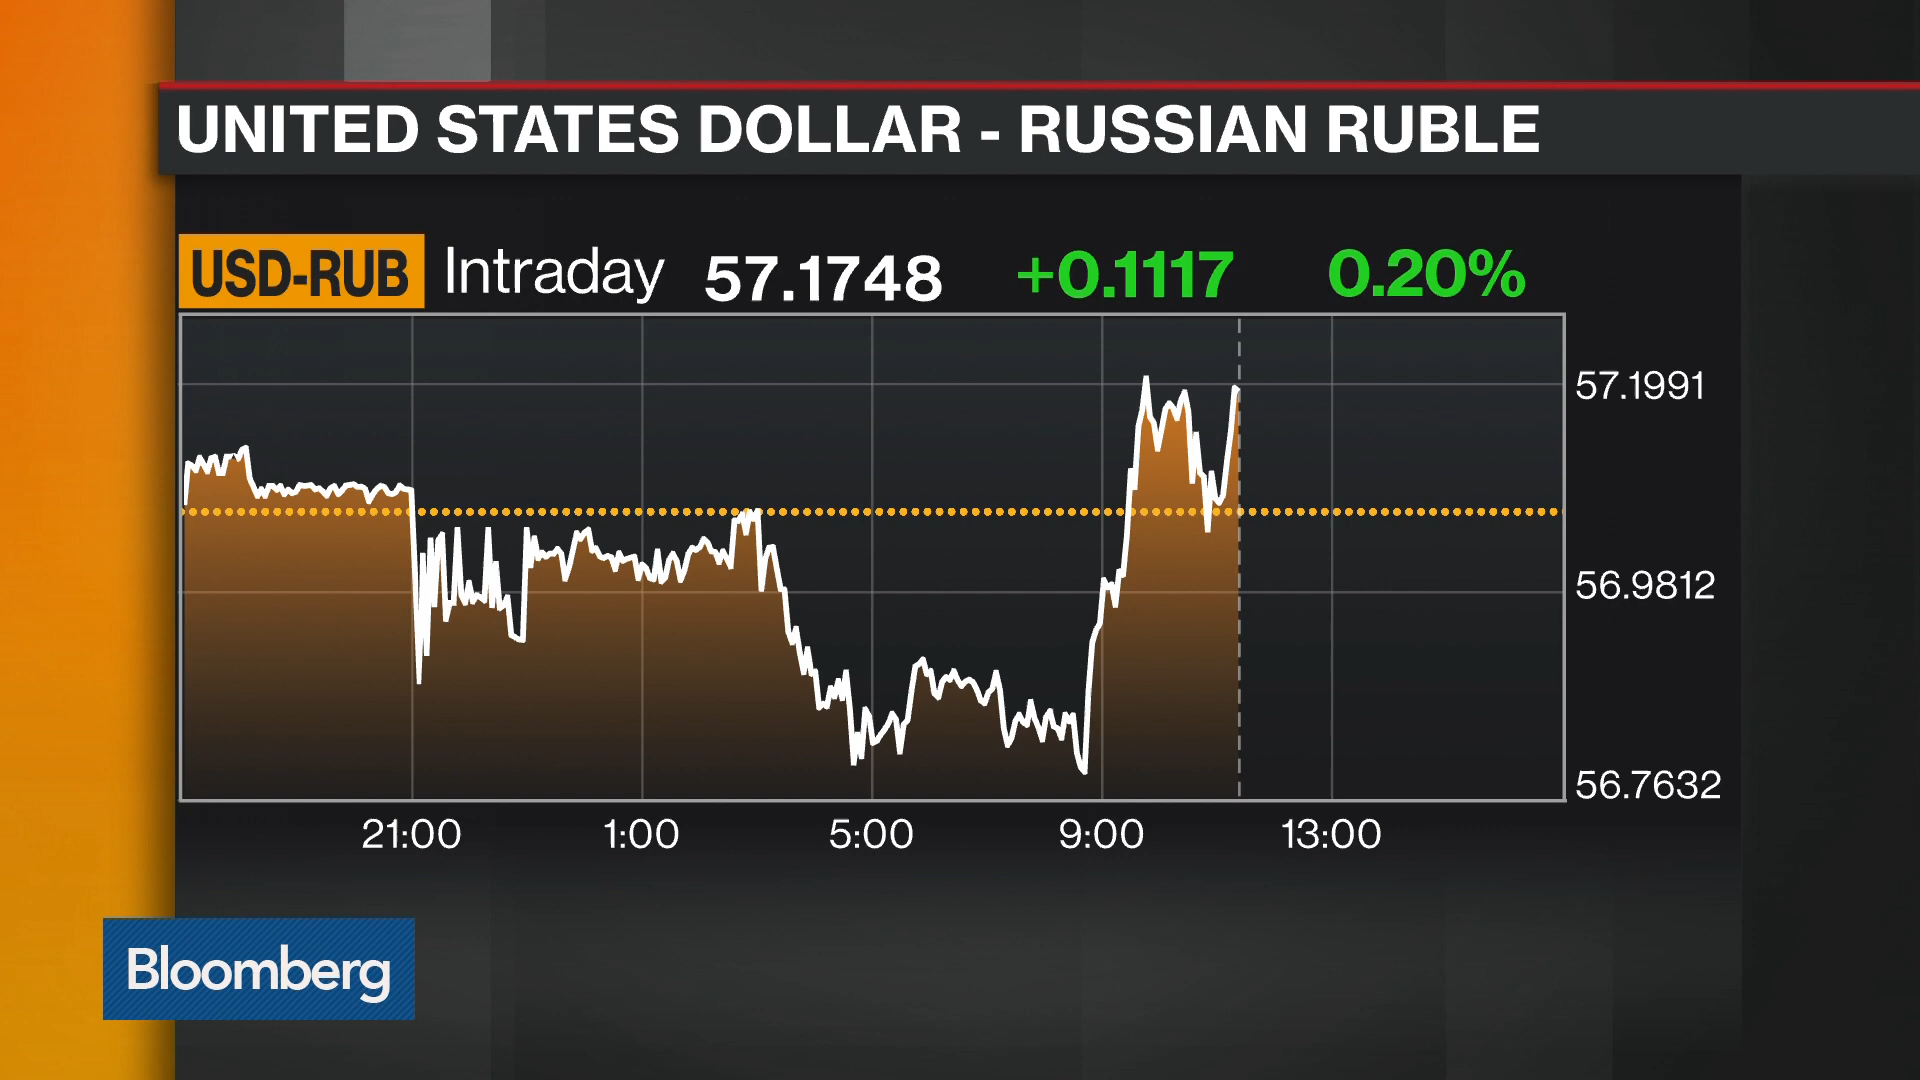 UNITED STATES DOLLAR - RUSSIAN RUBLE
USD-RUB Intraday 57.1748 +0.1117 0.20%
57.1991
56.9812
56.7632
21:00 1:00 5:00 9:00 13:00
Bloomberg